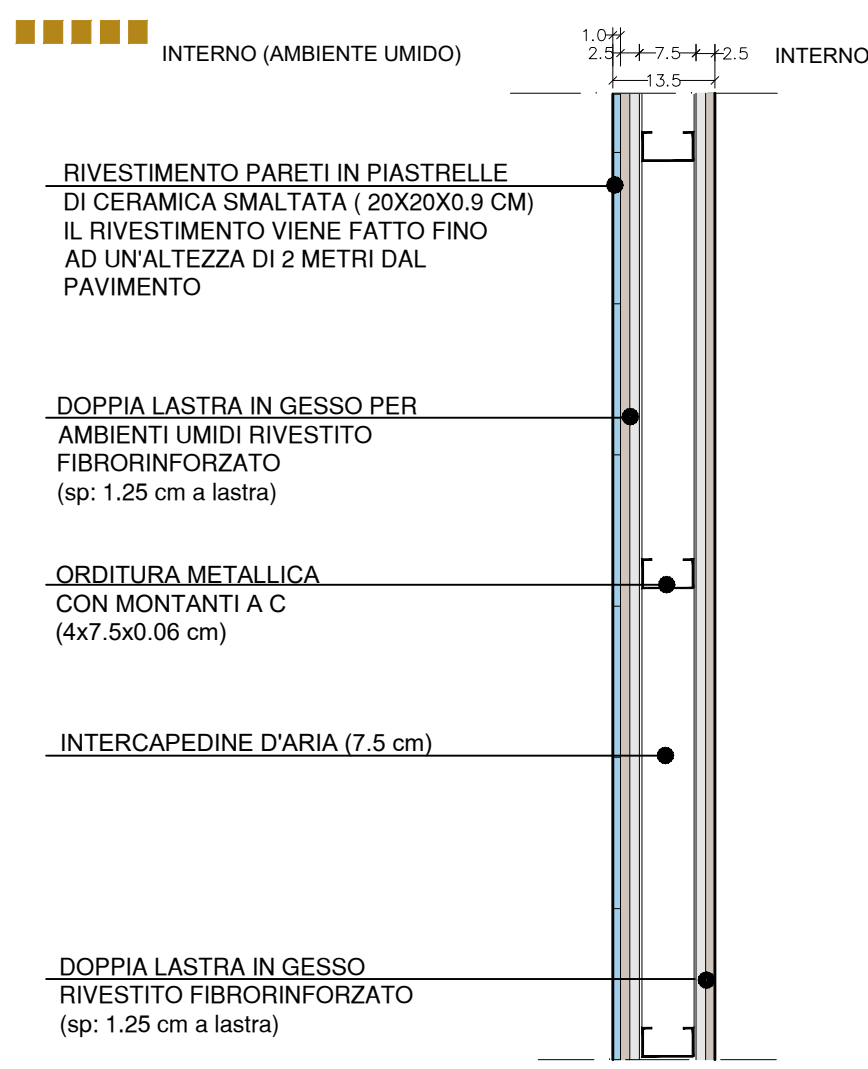 1.0
INTERNO (AMBIENTE UMIDO)
2.5 7.5 2.5
INTERNO
13.5
RIVESTIMENTO PARETI IN PIASTRELLE
DI CERAMICA SMALTATA ( 20X20X0.9 CM)
IL RIVESTIMENTO VIENE FATTO FINO
AD UN'ALTEZZA DI 2 METRI DAL
PAVIMENTO
DOPPIA LASTRA IN GESSO PER
AMBIENTI UMIDI RIVESTITO
FIBRORINFORZATO
(sp: 1.25 cm a lastra)
ORDITURA METALLICA
CON MONTANTI A C
(4x7.5x0.06 cm)
INTERCAPEDINE D'ARIA (7.5 cm)
DOPPIA LASTRA IN GESSO
RIVESTITO FIBRORINFORZATO
(sp: 1.25 cm a lastra)